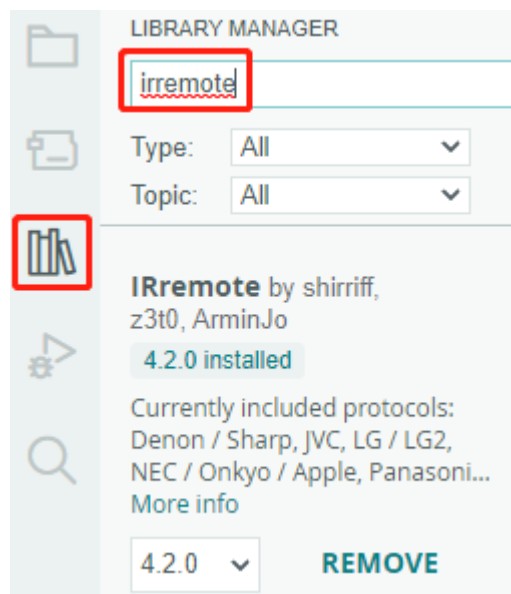 LIBRARY MANAGER
irremote
Type: All
Topic: All
IRremote by shirriff,
z3t0, ArminJo
4.2.0 installed
Currently included protocols:
Denon / Sharp, JVC, LG / LG2,
NEC / Onkyo / Apple, Panasoni...
More info
4.2.0 REMOVE